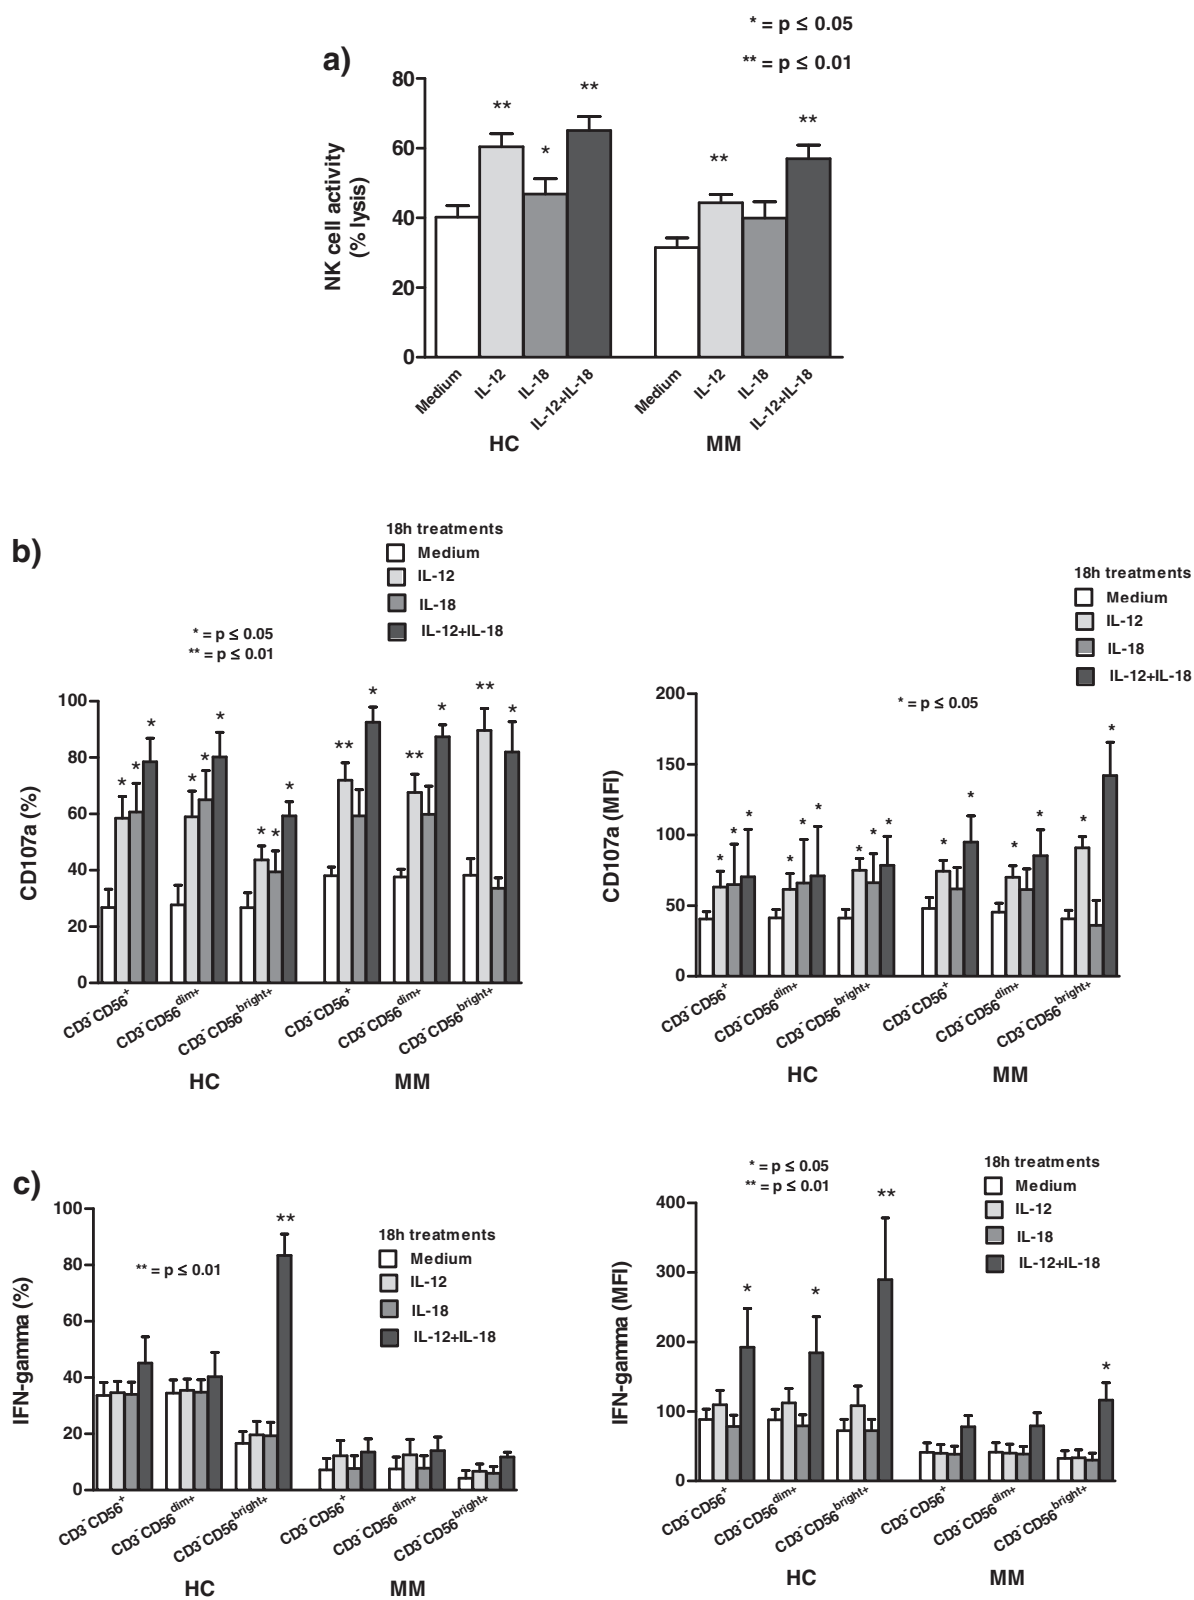 a)
* = p ≤ 0.05
** = p ≤ 0.01
NK cell activity
(% lysis)
80
60
40
20
0
** * **
** **
Medium IL-12 IL-18 IL-12+IL-18 Medium IL-12 IL-18 IL-12+IL-18
HC MM
b)
18h treatments
Medium
IL-12
IL-18
IL-12+IL-18
* = p ≤ 0.05
** = p ≤ 0.01
CD107a (%)
100
80
60
40
20
0
* * * * * * * * * ** * ** * ** *
CD3-CD56+ CD3-CD56dim+ CD3-CD56bright+ CD3-CD56+ CD3-CD56dim+ CD3-CD56bright+
HC MM
18h treatments
Medium
IL-12
IL-18
IL-12+IL-18
* = p ≤ 0.05
CD107a (MFI)
200
150
100
50
0
* * * * * * * * * * * * * * *
CD3-CD56+ CD3-CD56dim+ CD3-CD56bright+ CD3-CD56+ CD3-CD56dim+ CD3-CD56bright+
HC MM
c)
18h treatments
Medium
IL-12
IL-18
IL-12+IL-18
** = p ≤ 0.01
IFN-gamma (%)
100
80
60
40
20
0
**
CD3-CD56+ CD3-CD56dim+ CD3-CD56bright+ CD3-CD56+ CD3-CD56dim+ CD3-CD56bright+
HC MM
* = p ≤ 0.05
** = p ≤ 0.01
18h treatments
Medium
IL-12
IL-18
IL-12+IL-18
IFN-gamma (MFI)
400
300
200
100
0
* * ** *
CD3-CD56+ CD3-CD56dim+ CD3-CD56bright+ CD3-CD56+ CD3-CD56dim+ CD3-CD56bright+
HC MM